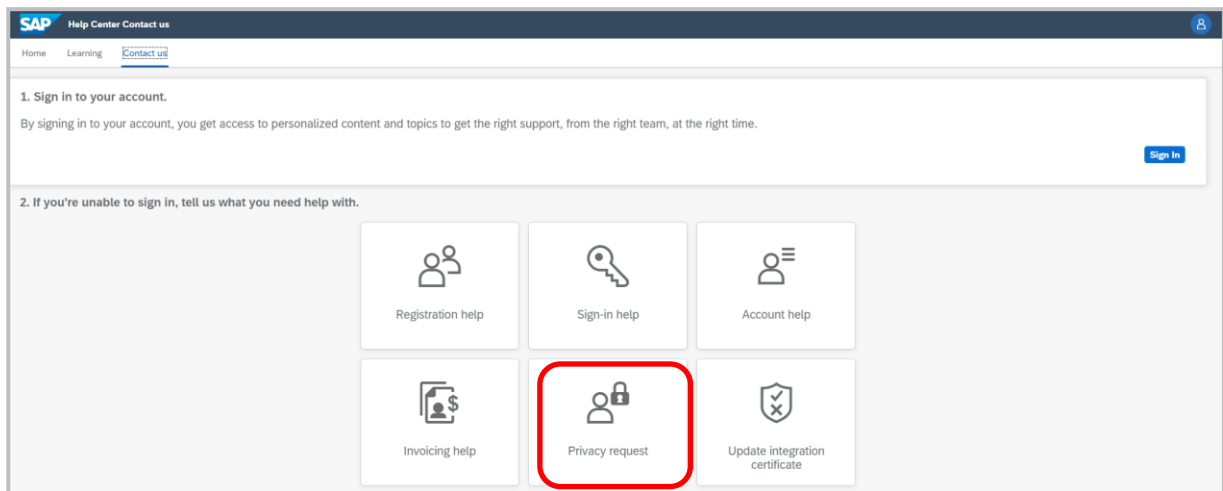 SAP Help Center Contact us
Home Learning Contact us
1. Sign in to your account.
By signing in to your account, you get access to personalized content and topics to get the right support, from the right team, at the right time.
Sign In
2. If you're unable to sign in, tell us what you need help with.
Registration help
Sign-in help
Account help
Invoicing help
Privacy request
Update integration
certificate